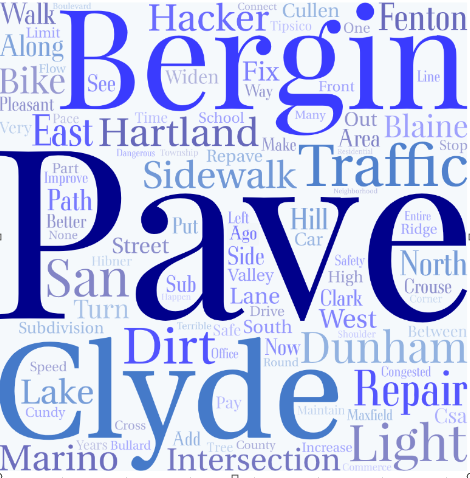 Walk Boulevard Hacker Connect Cullen Fenton
Limit Tipsico One
Along Bergin
Bike Flow See Widen Fix Front Line
Pleasant Way
Very Pace Time School Many Out Blaine
East Hartland Make Area Stop
Dangerous Township Repave Residential
Part Sidewalk Traffic
Improve Neighborhood
Path Pave Left Hill Entire
Better Put Ago Car Ridge
None Street Side
Hibner Valley Safety North
San Sub High Crouse
Happen Lane Clark Corner
Turn Drive West
Subdivision Terrible Safe South Shoulder Between
Dirt Office Now Dunham
Clyde Round
Speed Congested
Lake Repair
Cundy Pay Maintain Maxfield Csa
Cross Light
Marino Years Bullard Add Tree County Increase
Intersection Commerce